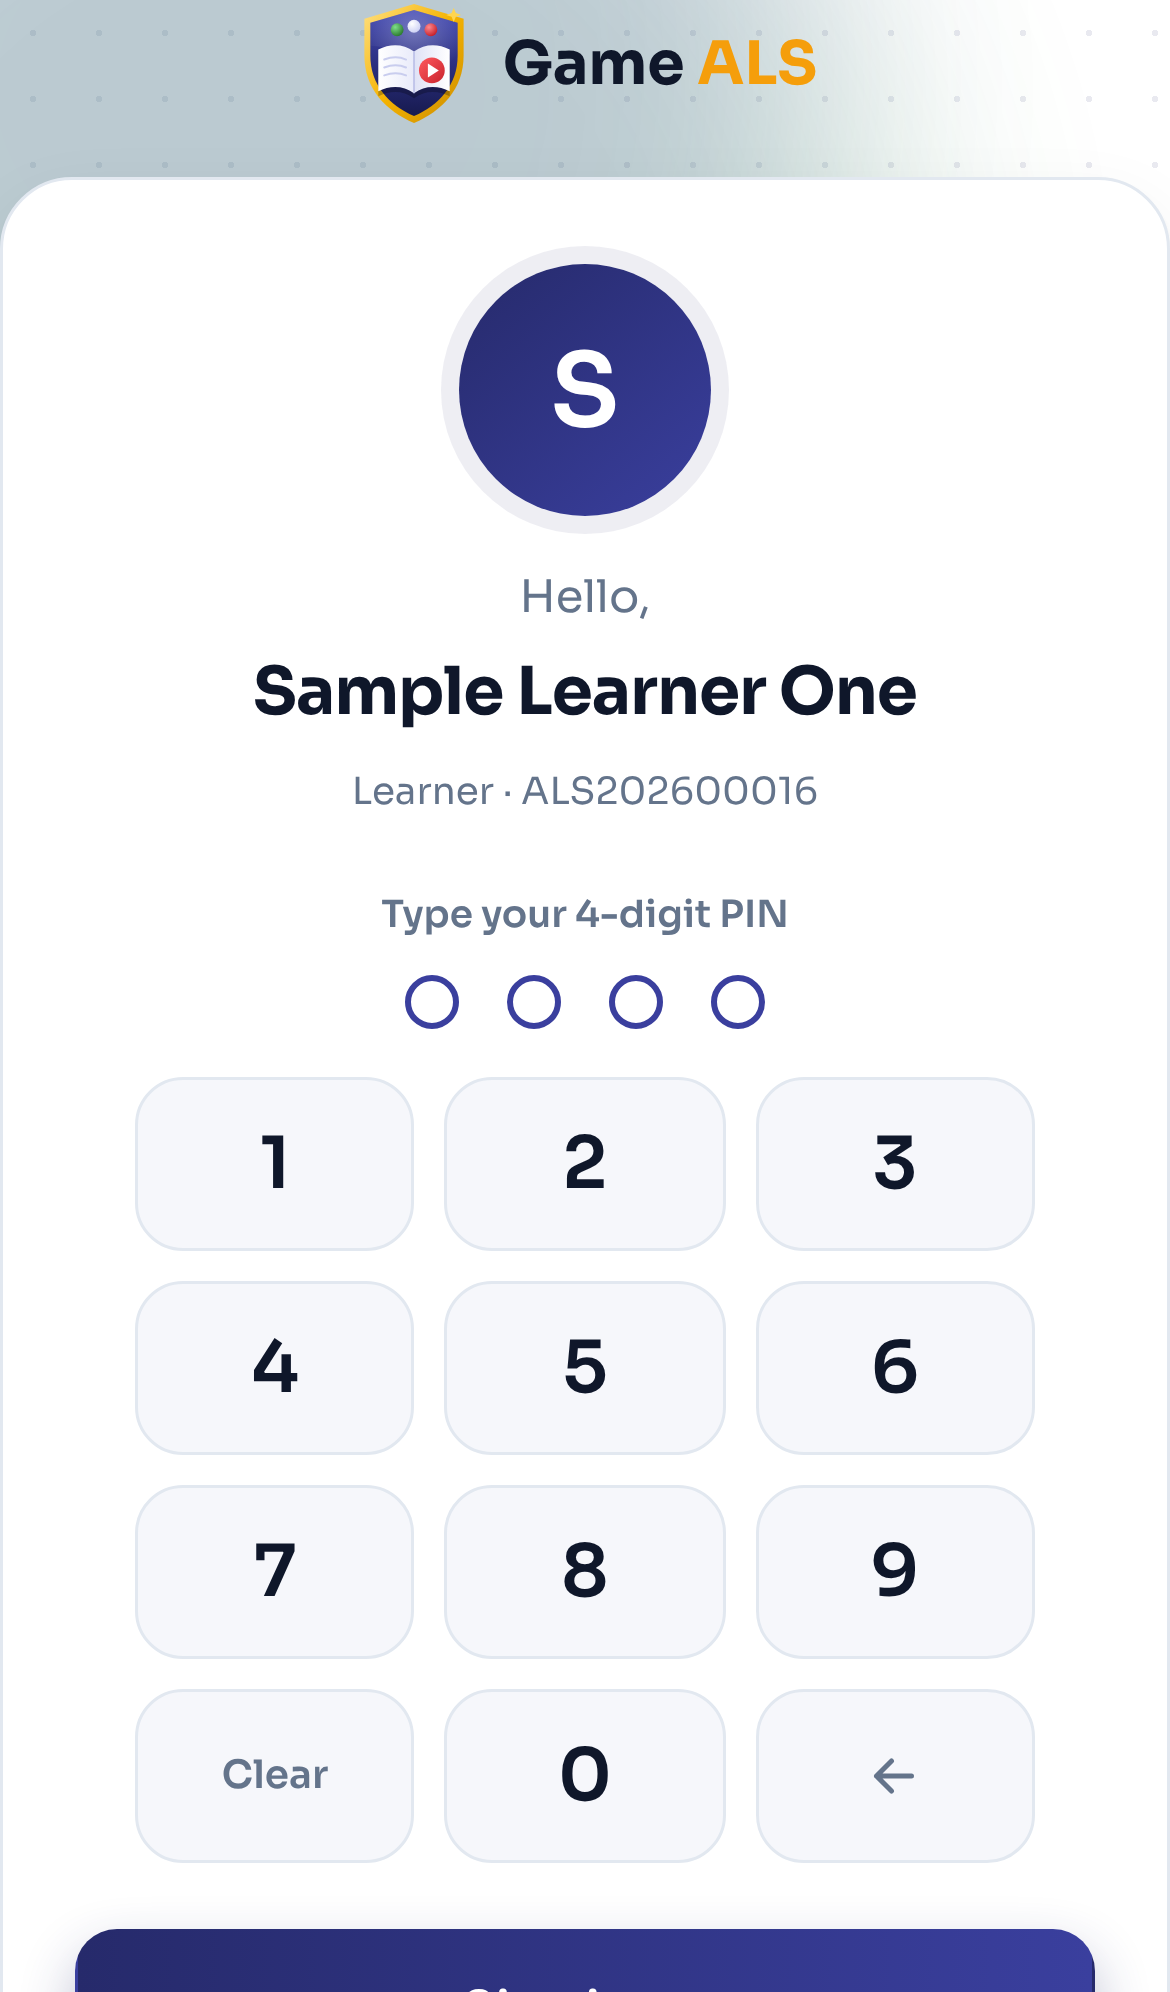 Game ALS
S
Hello,
Sample Learner One
Learner · ALS202600016
Type your 4-digit PIN
1 2 3
4 5 6
7 8 9
Clear 0 ←